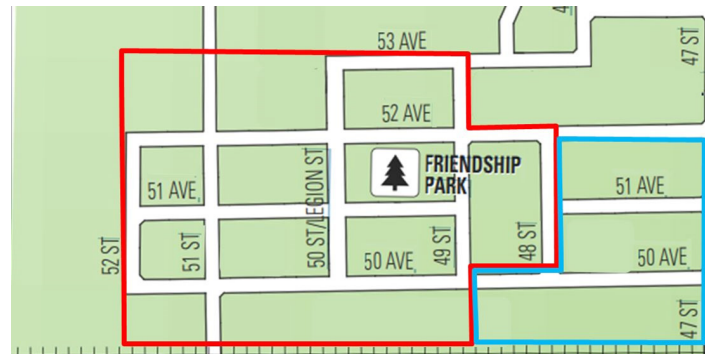 53 AVE
47 ST
52 AVE
FRIENDSHIP
PARK
51 AVE
51 AVE
50 ST/LEGION ST
52 ST
51 ST
50 AVE
49 ST
48 ST
50 AVE
47 ST